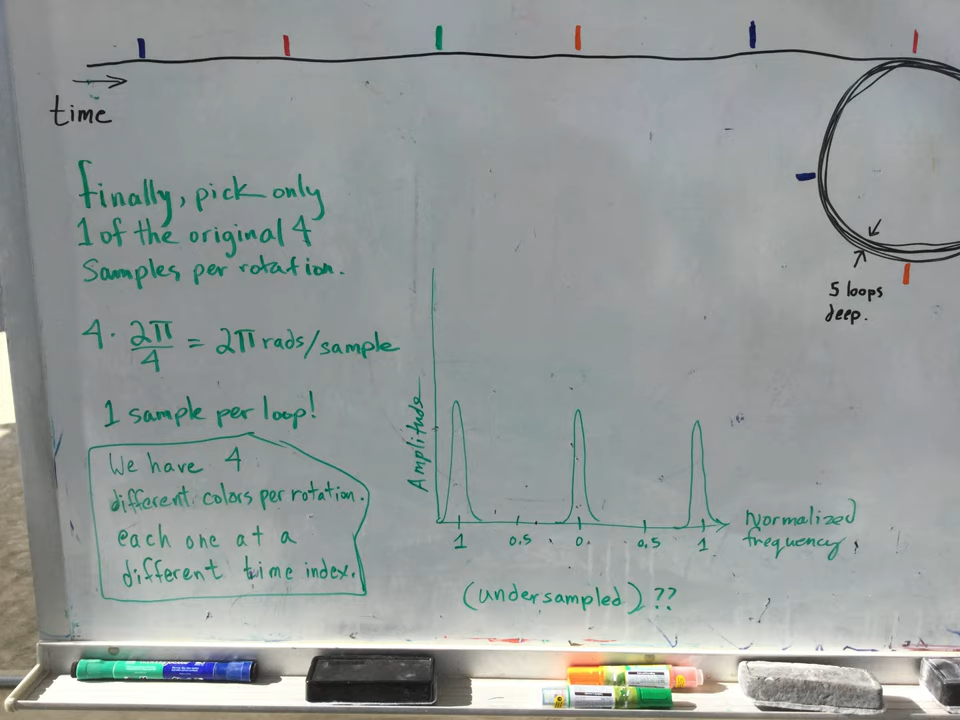 time
5 loops
deep.
Finally, pick only
1 of the original 4
Samples per rotation.
4 · 2π/4 = 2π rads/sample
1 sample per loop!
We have 4
different colors per rotation.
each one at a
different time index.
Amplitude
1 0.5 0. 0.5 1
Normalized
frequency
(undersampled) ??